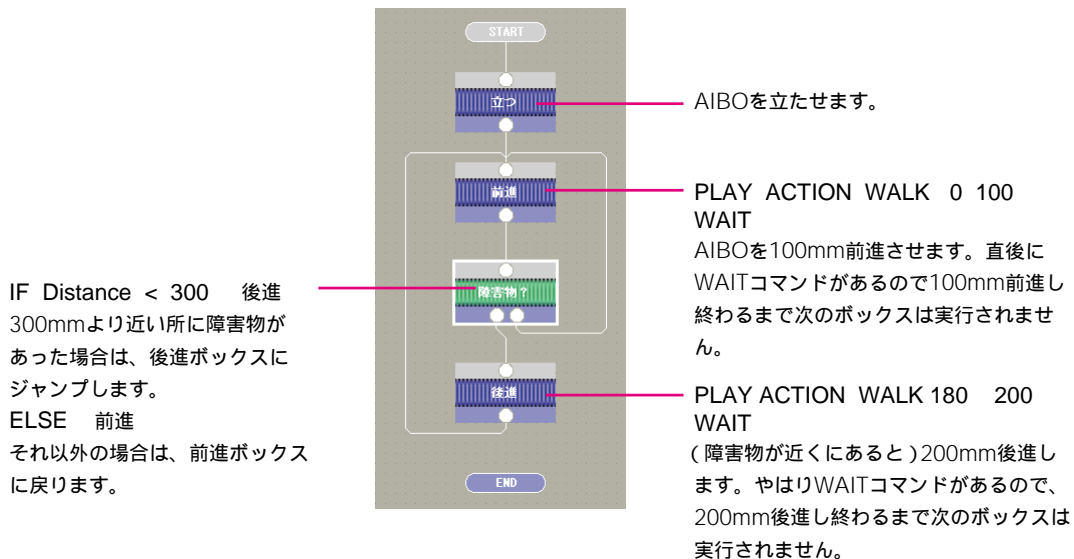 START
立つ
AIBOを立たせます。
前進
PLAY ACTION WALK 0 100
WAIT
AIBOを100mm前進させます。直後に
WAITコマンドがあるので100mm前進し
終わるまで次のボックスは実行されませ
ん。
障害物？
IF Distance < 300 後進
300mmより近い所に障害物が
あった場合は、後進ボックスに
ジャンプします。
ELSE 前進
それ以外の場合は、前進ボックス
に戻ります。
後進
PLAY ACTION WALK 180 200
WAIT
(障害物が近くにあると)200mm後進し
ます。やはりWAITコマンドがあるので、
200mm後進し終わるまで次のボックスは
実行されません。
END